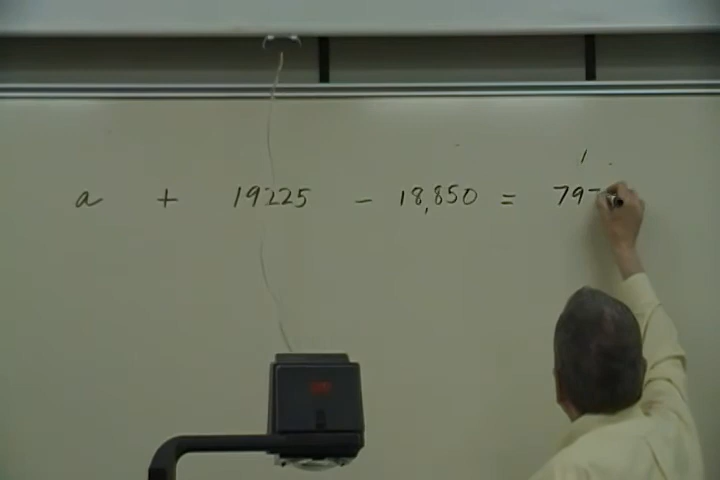 a + 19225 - 18,850 = 79